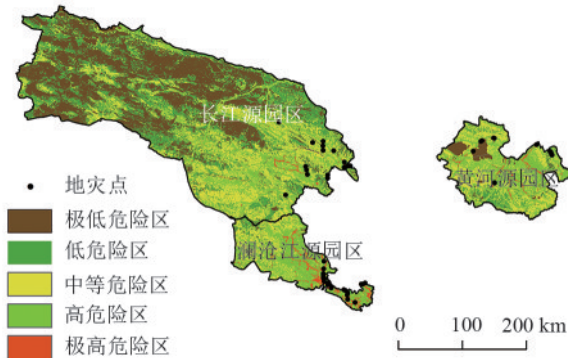 长江源园区
黄河源园区
澜沧江源园区
地灾点
极低危险区
低危险区
中等危险区
高危险区
极高危险区
0 100 200 km